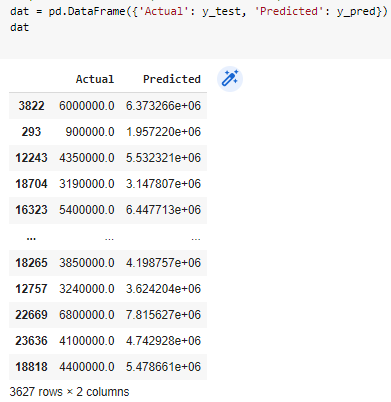 dat = pd.DataFrame({'Actual': y_test, 'Predicted': y_pred})
dat
Actual Predicted
3822 6000000.0 6.373266e+06
293 900000.0 1.957220e+06
12243 4350000.0 5.532321e+06
18704 3190000.0 3.147807e+06
16323 5400000.0 6.447713e+06
... ... ...
18265 3850000.0 4.198757e+06
12757 3240000.0 3.624204e+06
22669 6800000.0 7.815627e+06
23636 4100000.0 4.742928e+06
18818 4400000.0 5.478661e+06
3627 rows × 2 columns